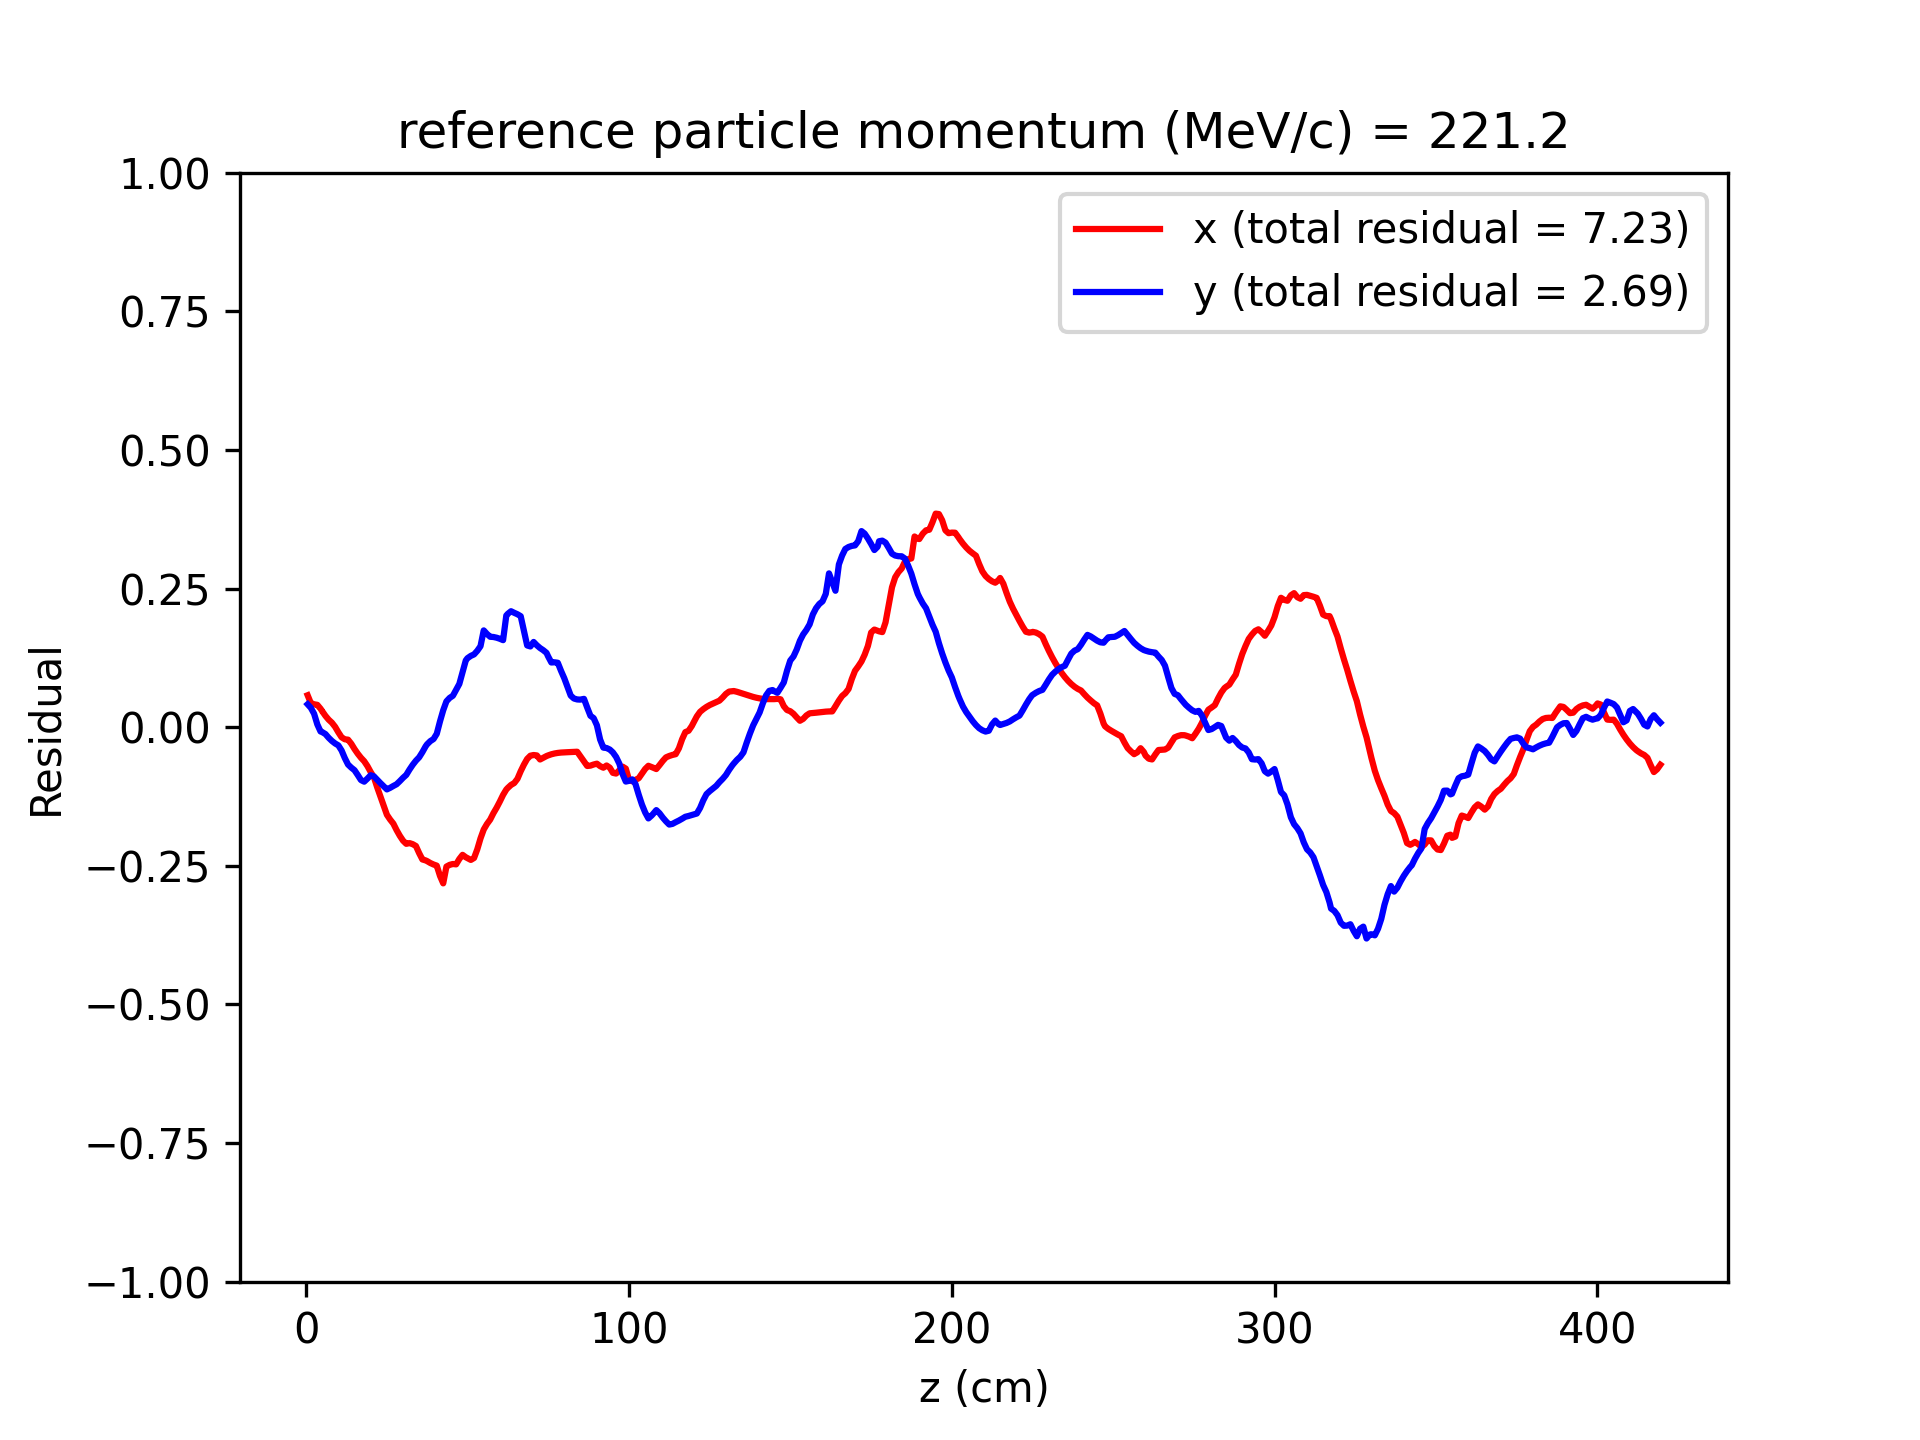 reference particle momentum (MeV/c) = 221.2
x (total residual = 7.23)
y (total residual = 2.69)
Residual
1.00
0.75
0.50
0.25
0.00
−0.25
−0.50
−0.75
−1.00
0 100 200 300 400
z (cm)